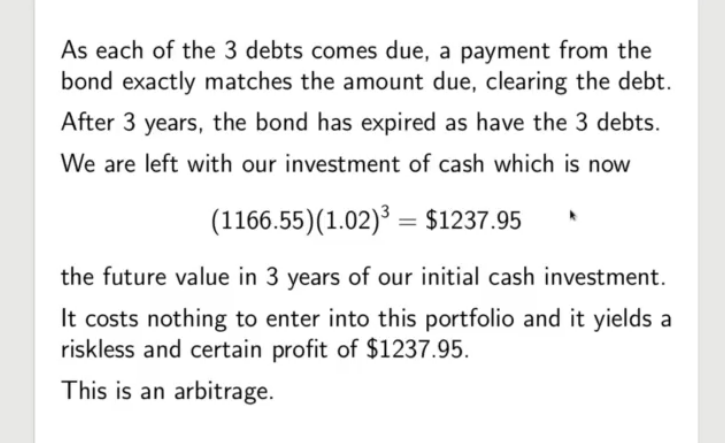 As each of the 3 debts comes due, a payment from the
bond exactly matches the amount due, clearing the debt.
After 3 years, the bond has expired as have the 3 debts.
We are left with our investment of cash which is now
(1166.55)(1.02)³ = $1237.95
the future value in 3 years of our initial cash investment.
It costs nothing to enter into this portfolio and it yields a
riskless and certain profit of $1237.95.
This is an arbitrage.